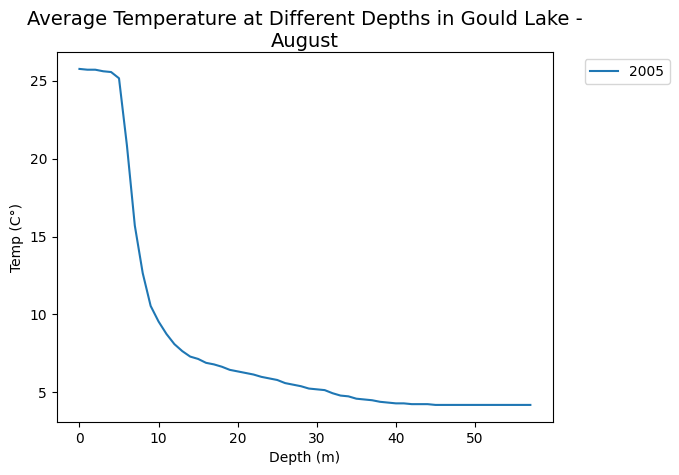 Average Temperature at Different Depths in Gould Lake -
August
2005
25
20
15
10
5
Temp (C°)
0 10 20 30 40 50
Depth (m)